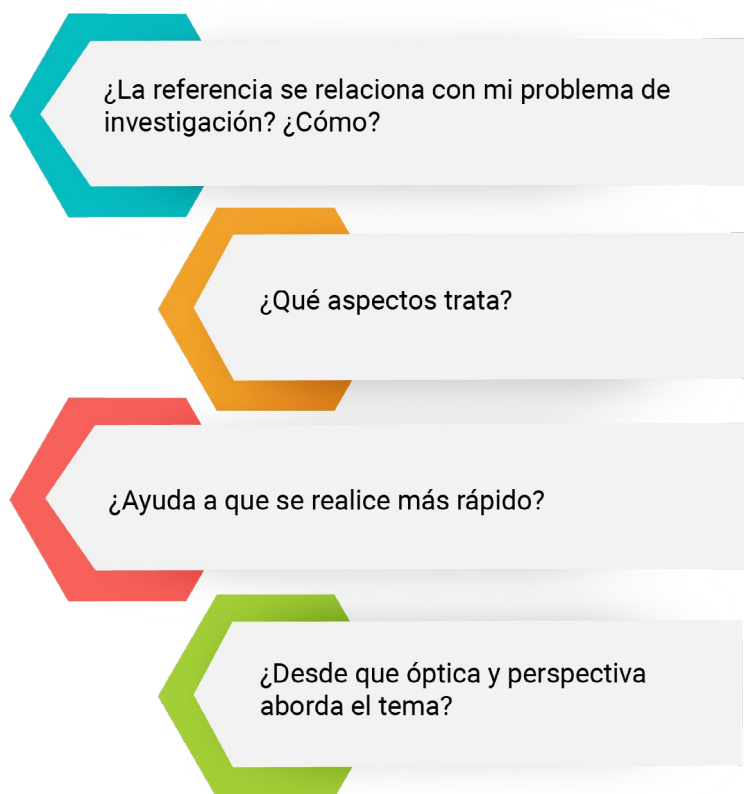 ¿La referencia se relaciona con mi problema de
investigación? ¿Cómo?
¿Qué aspectos trata?
¿Ayuda a que se realice más rápido?
¿Desde que óptica y perspectiva
aborda el tema?